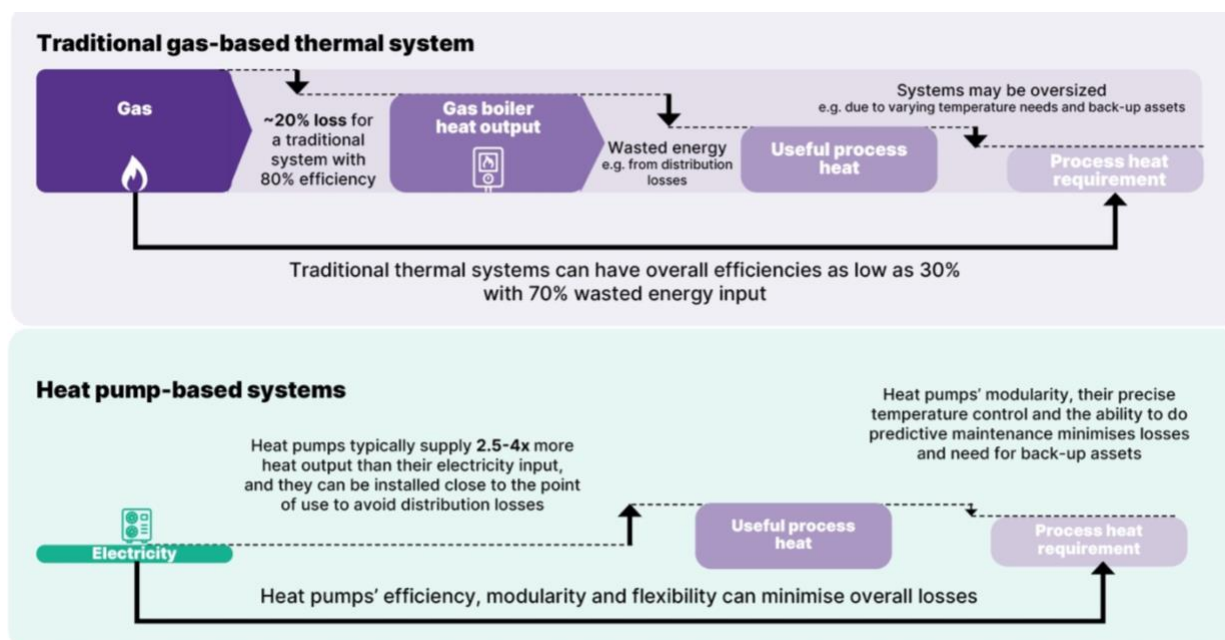 Traditional gas-based thermal system
Gas
~20% loss for
a traditional
system with
80% efficiency
Gas boiler
heat output
Wasted energy
e.g. from distribution
losses
Useful process
heat
Systems may be oversized
e.g. due to varying temperature needs and back-up assets
Process heat
requirement
Traditional thermal systems can have overall efficiencies as low as 30%
with 70% wasted energy input
Heat pump-based systems
Heat pumps typically supply 2.5-4x more
heat output than their electricity input,
and they can be installed close to the point
of use to avoid distribution losses
Heat pumps' modularity, their precise
temperature control and the ability to do
predictive maintenance minimises losses
and need for back-up assets
Electricity
Useful process
heat
Process heat
requirement
Heat pumps' efficiency, modularity and flexibility can minimise overall losses